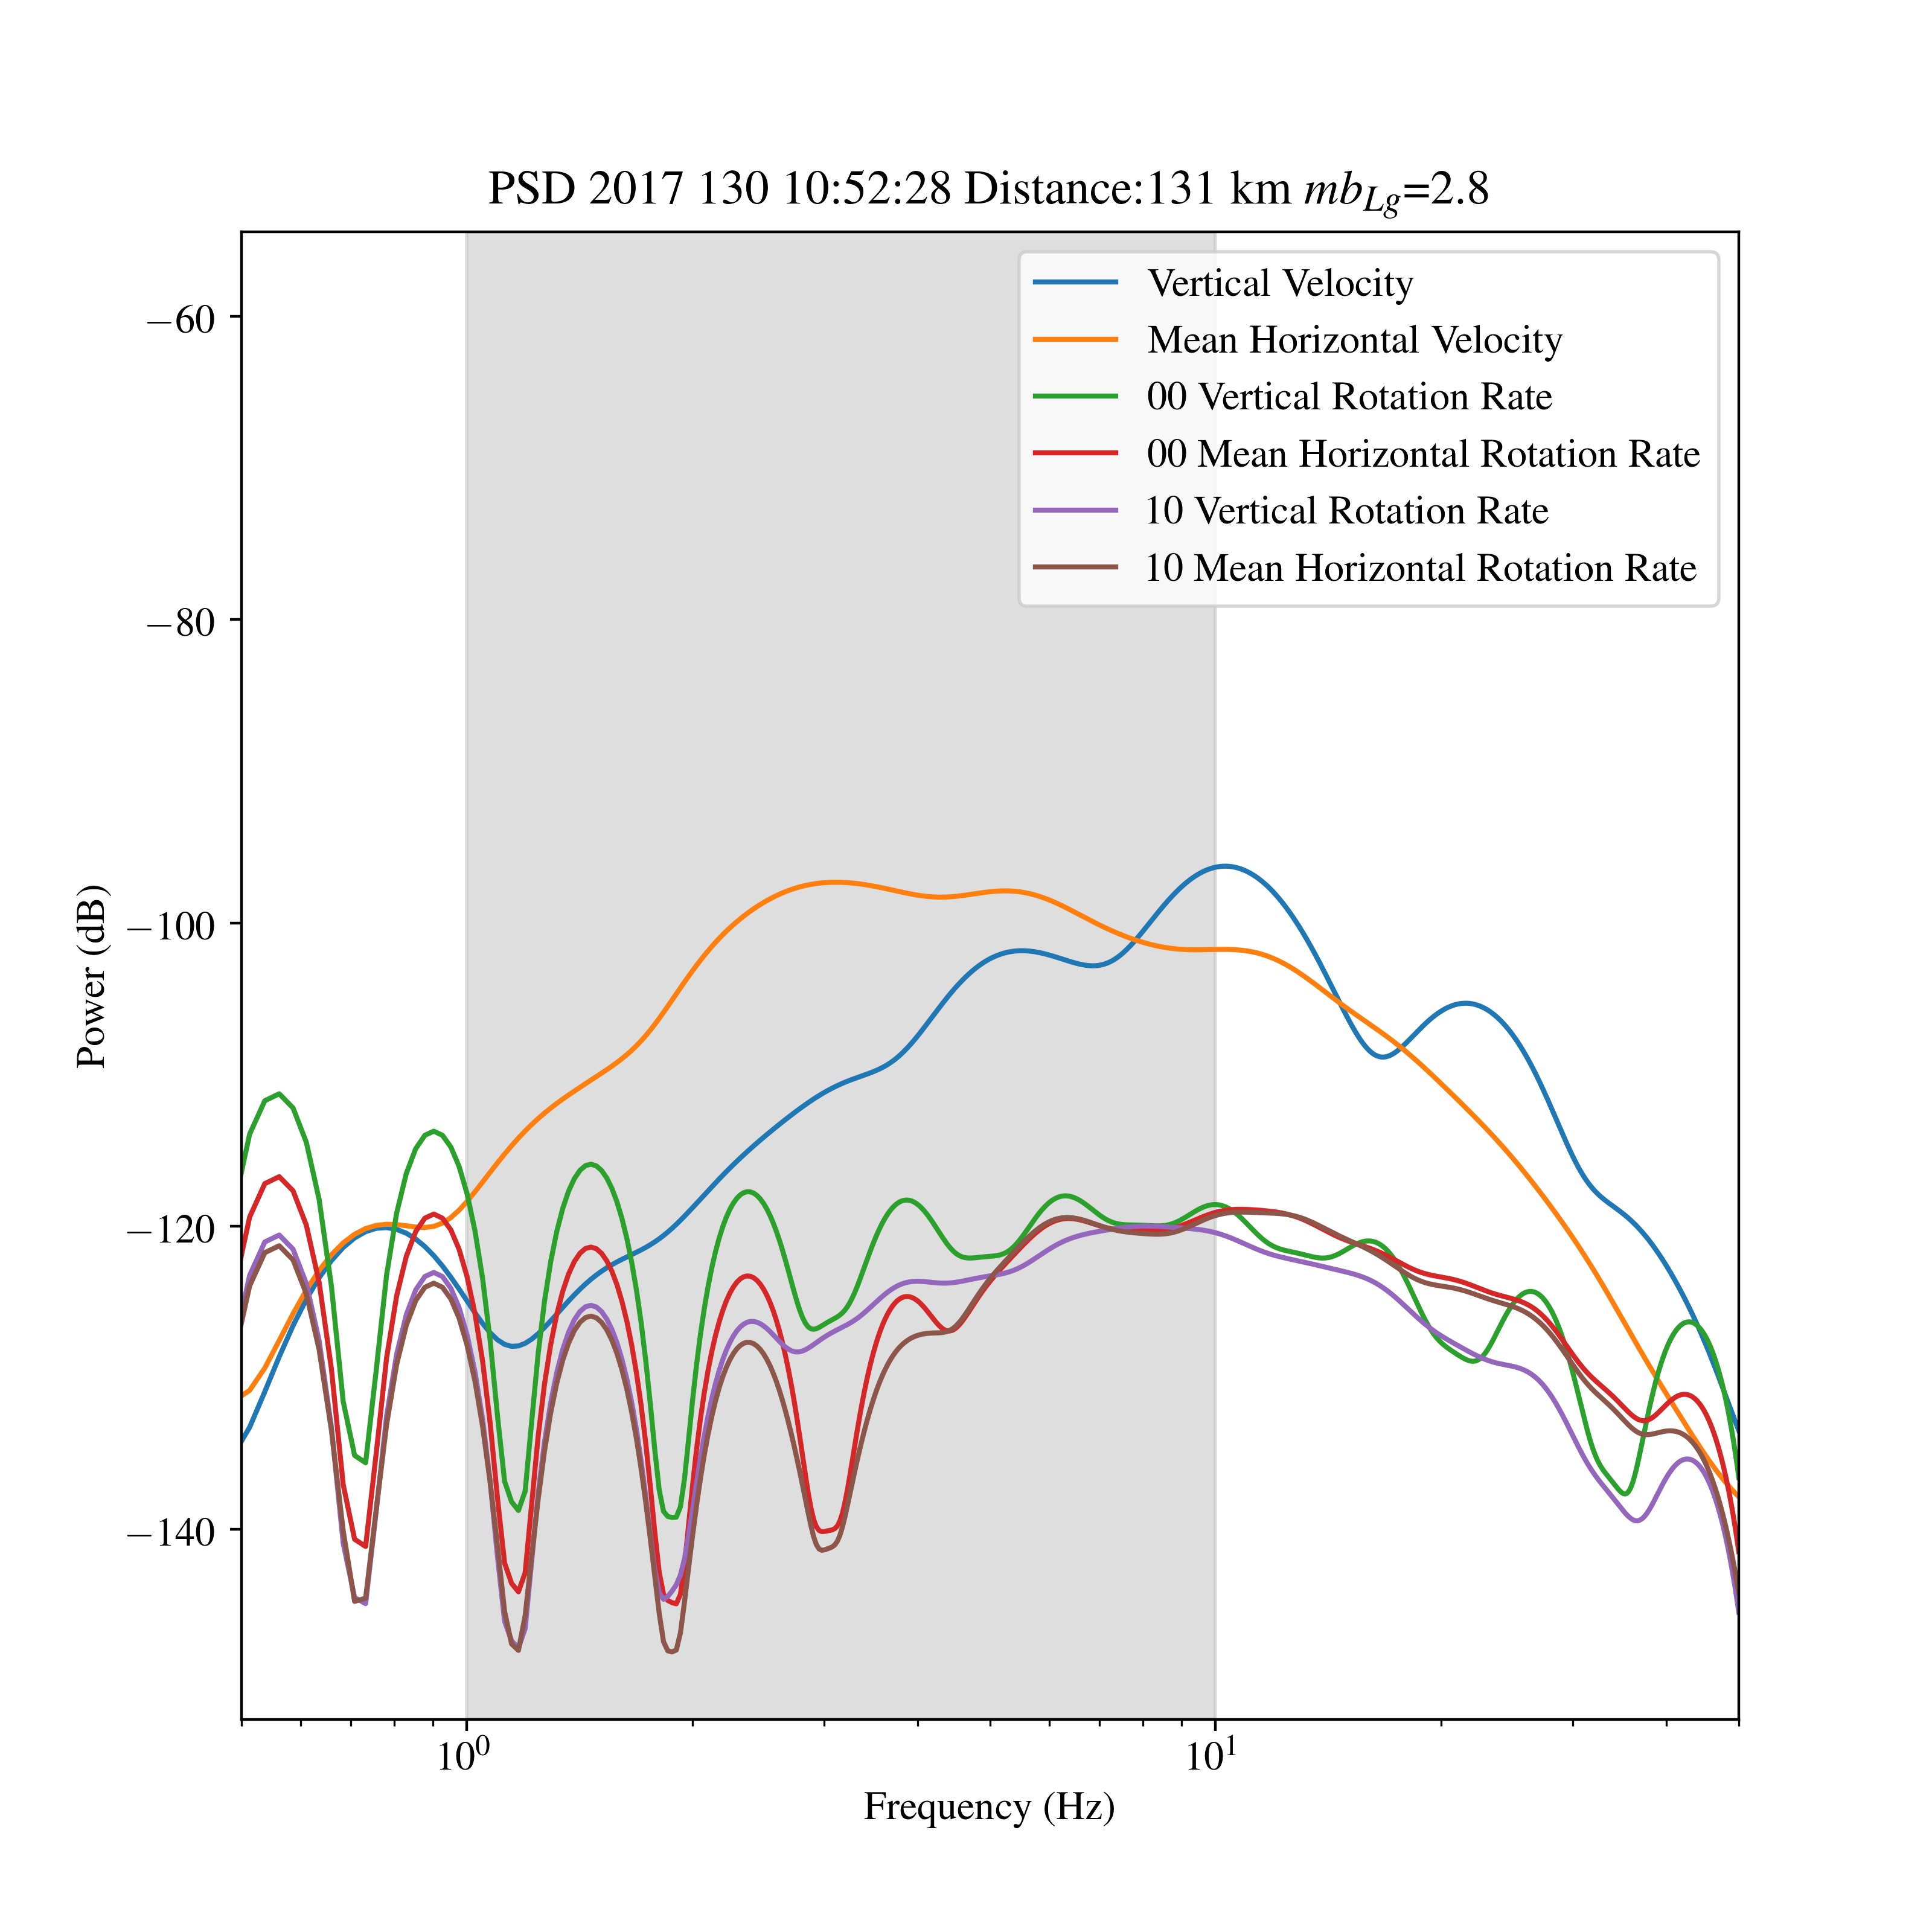 PSD 2017 130 10:52:28 Distance:131 km mb_{Lg}=2.8
Vertical Velocity
Mean Horizontal Velocity
00 Vertical Rotation Rate
00 Mean Horizontal Rotation Rate
10 Vertical Rotation Rate
10 Mean Horizontal Rotation Rate
−60
−80
−100
−120
−140
Power (dB)
10^0
10^1
Frequency (Hz)